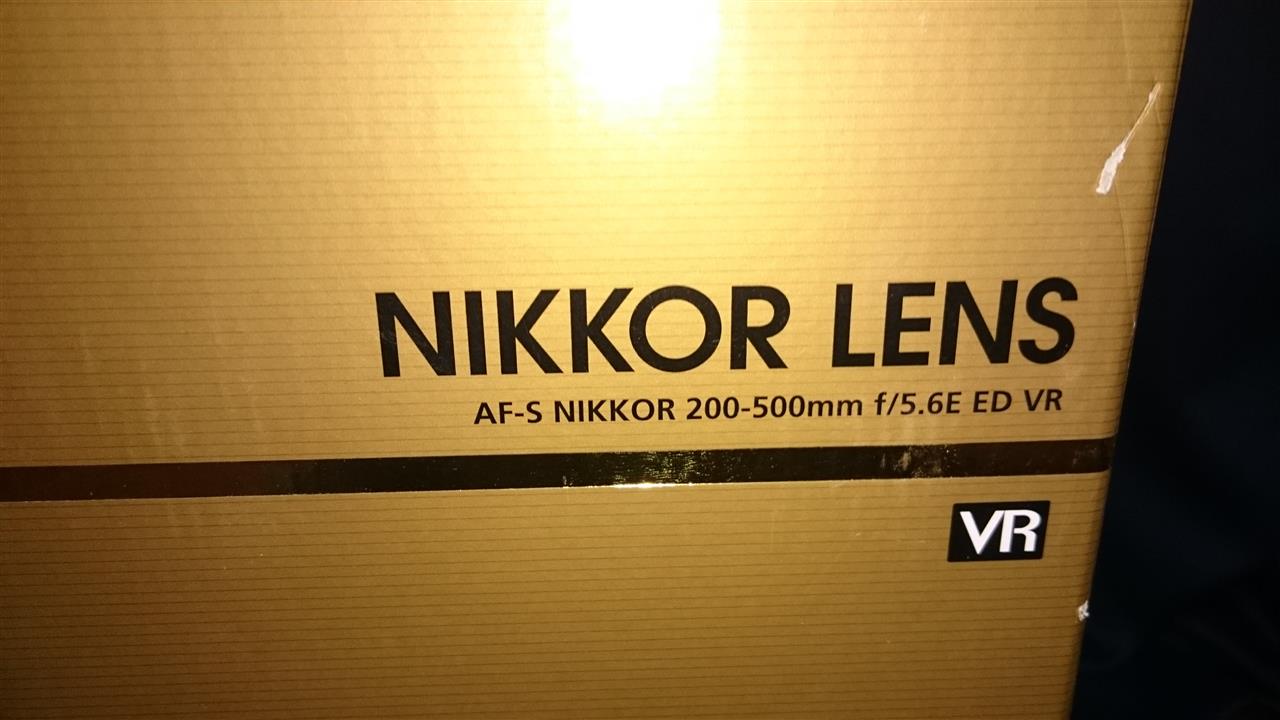 NIKKOR LENS
AF-S NIKKOR 200-500mm f/5.6E ED VR
VR